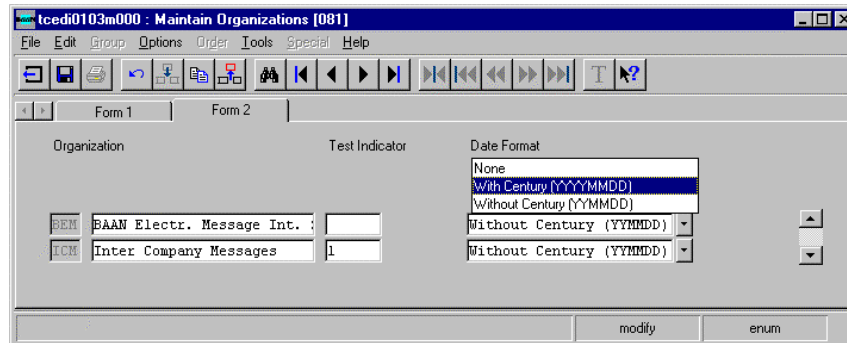 BAAN tcedi0103m000 : Maintain Organizations [081]
File Edit Group Options Order Tools Special Help
T ?
Form 1 Form 2
Organization Test Indicator Date Format
None
With Century (YYYYMMDD)
Without Century (YYMMDD)
BEM BAAN Electr. Message Int. Without Century (YYMMDD)
ICM Inter Company Messages 1 Without Century (YYMMDD)
modify enum